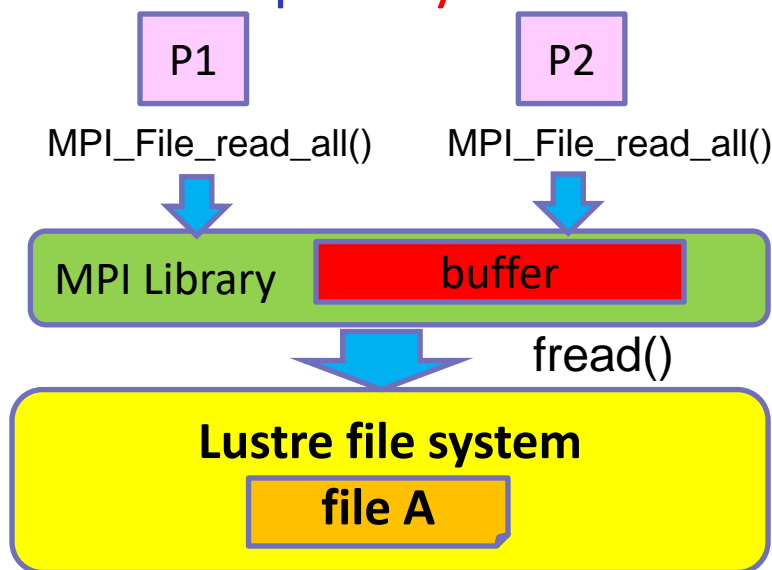 P1 P2
MPI_File_read_all() MPI_File_read_all()
MPI Library buffer
fread()
Lustre file system
file A